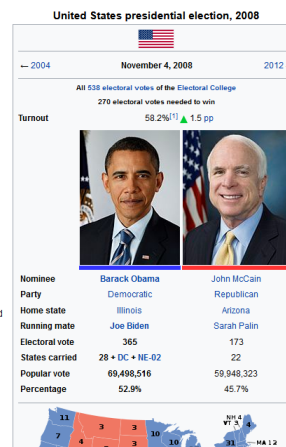 United States presidential election, 2008
← 2004 November 4, 2008 2012
All 538 electoral votes of the Electoral College
270 electoral votes needed to win
Turnout 58.2%[1] ▲ 1.5 pp
Nominee Barack Obama John McCain
Party Democratic Republican
Home state Illinois Arizona
Running mate Joe Biden Sarah Palin
Electoral vote 365 173
States carried 28 + DC + NE-02 22
Popular vote 69,498,516 59,948,323
Percentage 52.9% 45.7%
11 3 3 10 NH 4 4
VT 3
7 4 3 10 31 MA 12